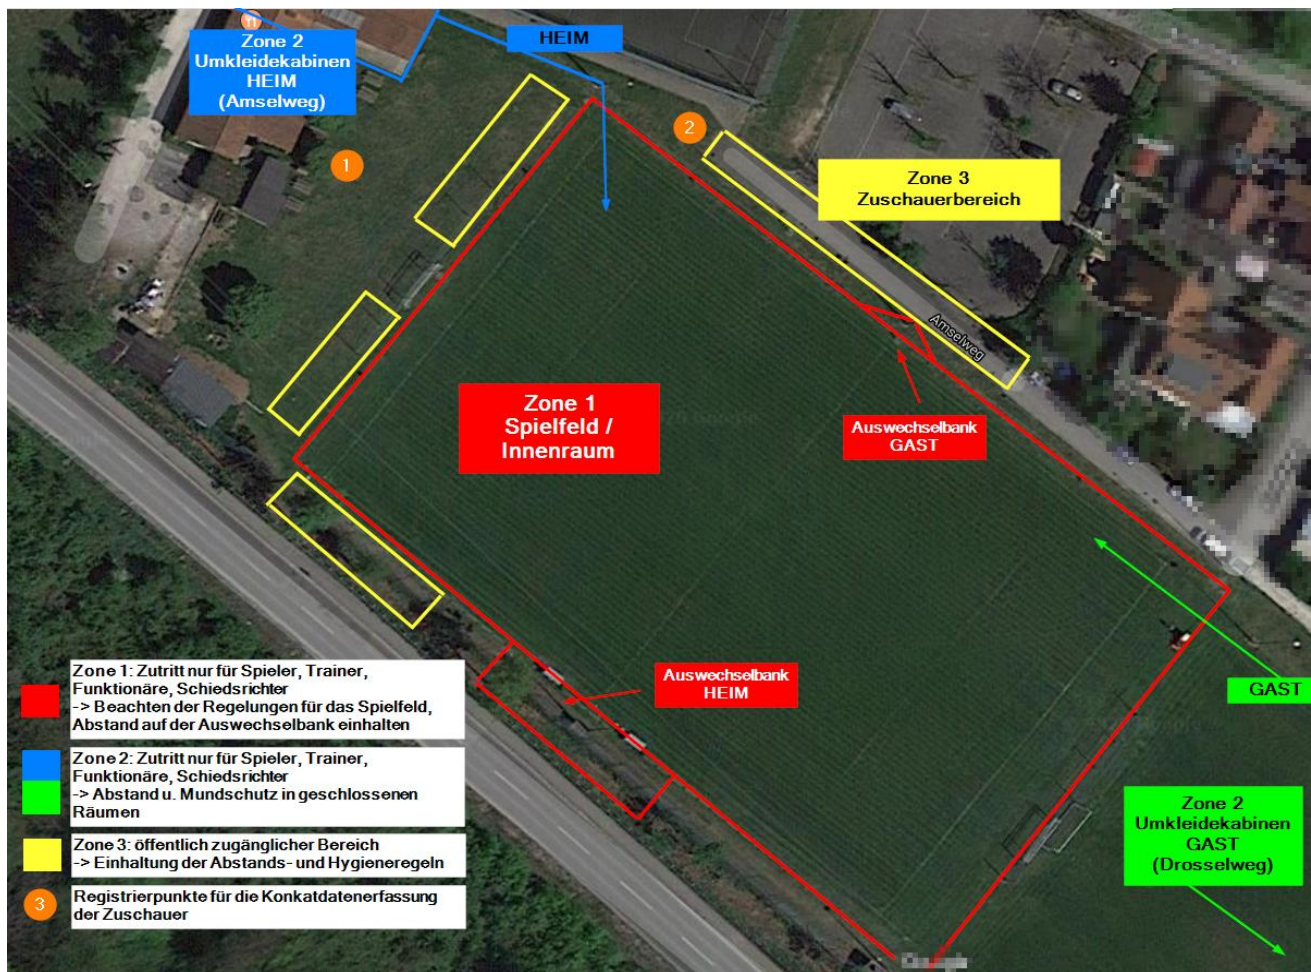 Zone 2
Umkleidekabinen
HEIM
(Amselweg)
HEIM
1
2
Zone 3
Zuschauerbereich
Amselweg
Zone 1
Spielfeld /
Innenraum
Auswechselbank
GAST
Auswechselbank
HEIM
GAST
Zone 2
Umkleidekabinen
GAST
(Drosselweg)
Zone 1: Zutritt nur für Spieler, Trainer,
Funktionäre, Schiedsrichter
-> Beachten der Regelungen für das Spielfeld,
Abstand auf der Auswechselbank einhalten
Zone 2: Zutritt nur für Spieler, Trainer,
Funktionäre, Schiedsrichter
-> Abstand u. Mundschutz in geschlossenen
Räumen
Zone 3: öffentlich zugänglicher Bereich
-> Einhaltung der Abstands- und Hygieneregeln
3
Registrierpunkte für die Konkatdatenerfassung
der Zuschauer
Google